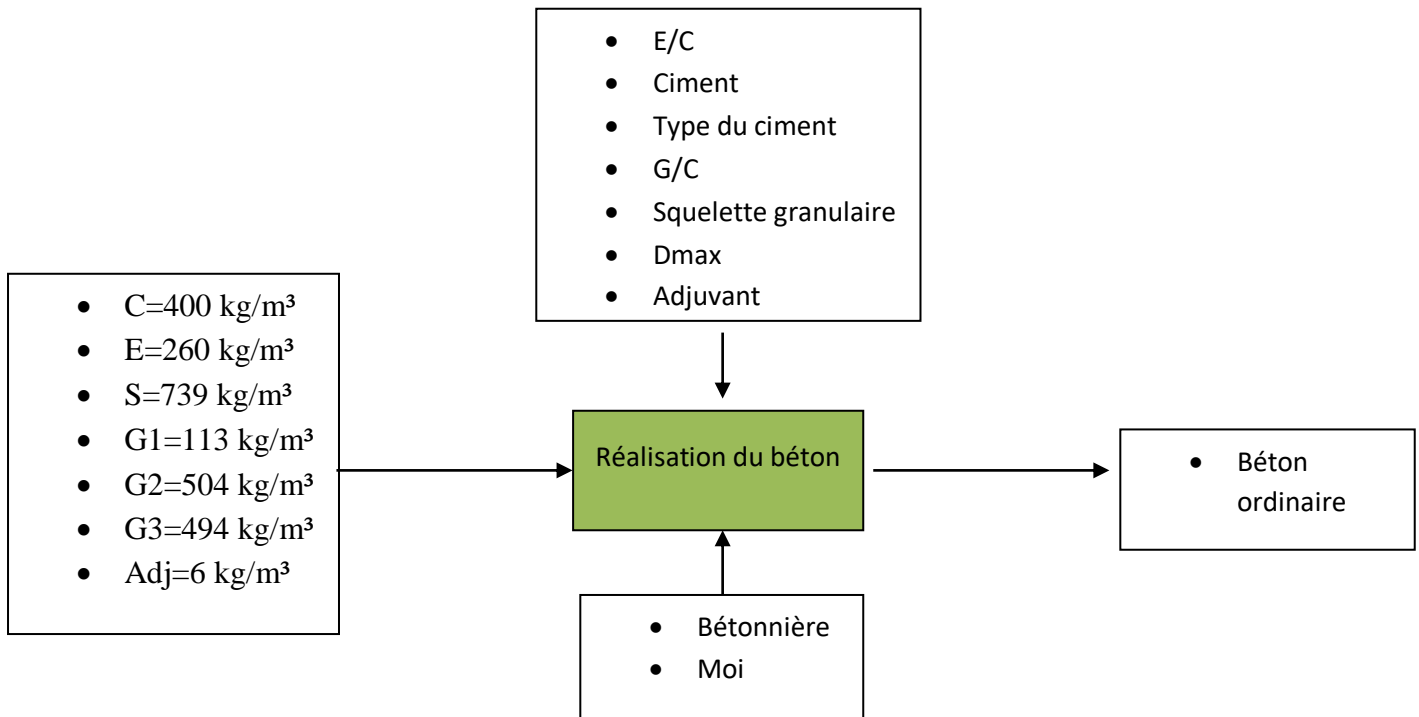 • E/C
• Ciment
• Type du ciment
• G/C
• Squelette granulaire
• Dmax
• Adjuvant
• C=400 kg/m³
• E=260 kg/m³
• S=739 kg/m³
• G1=113 kg/m³
• G2=504 kg/m³
• G3=494 kg/m³
• Adj=6 kg/m³
Réalisation du béton
• Béton
ordinaire
• Bétonnière
• Moi